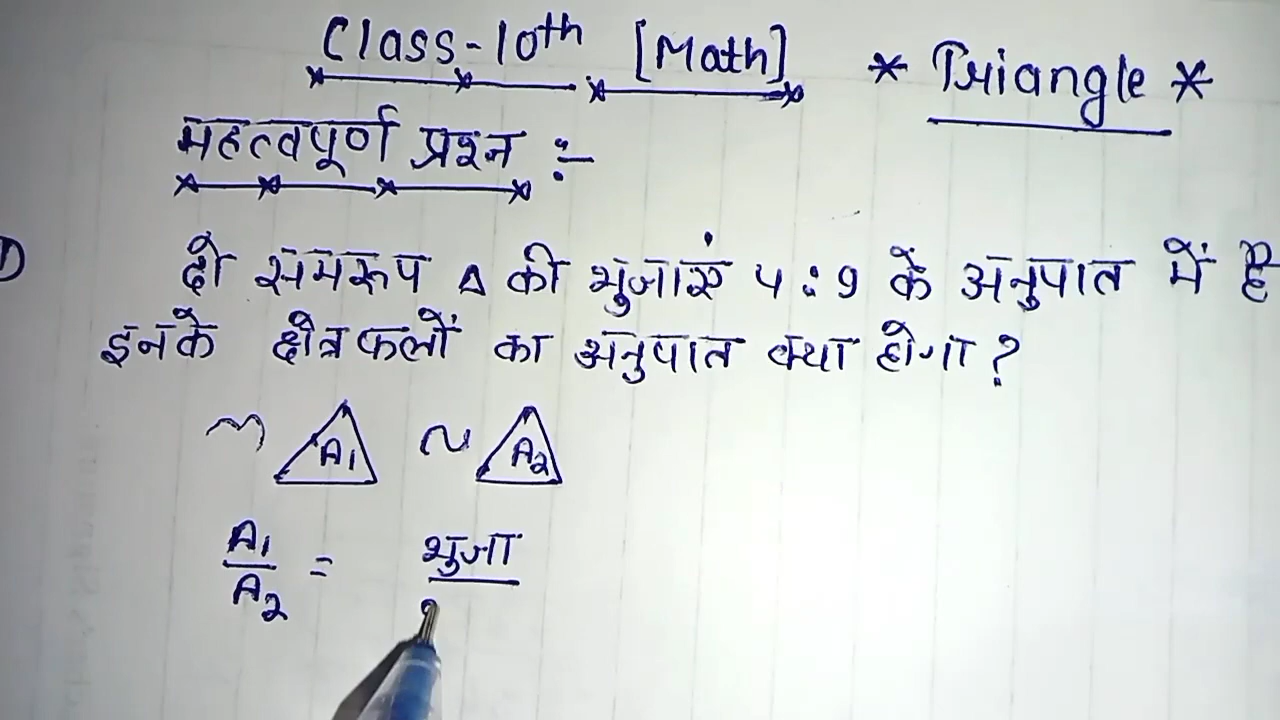 Class-10th [Math] * Triangle *
महत्वपूर्ण प्रश्न :-
1) दो समरूप Δ की भुजाएं 4:9 के अनुपात में है
इनके क्षेत्रफलों का अनुपात क्या होगा ?
~ A1 ~ A2
A1/A2 = भुजा